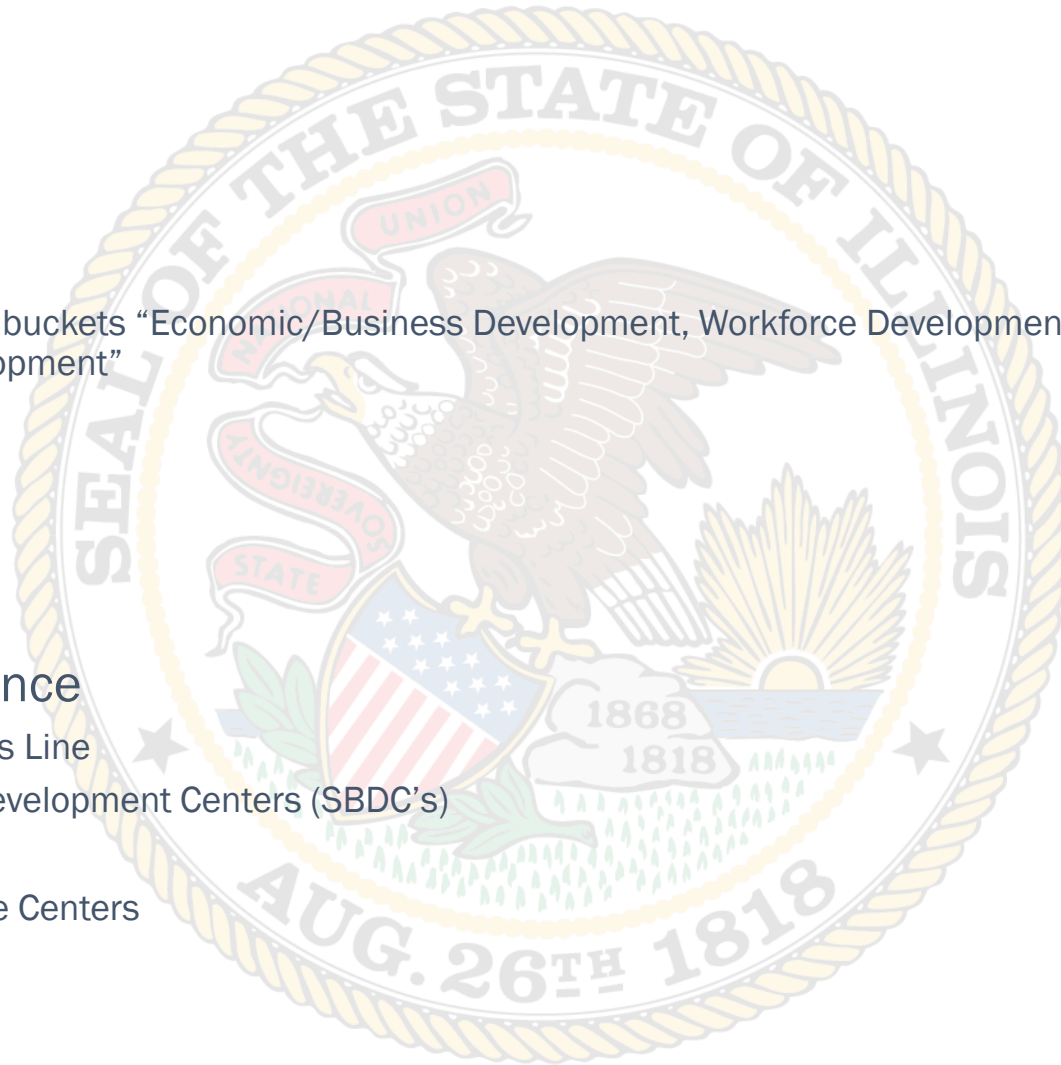 SEAL OF THE STATE OF ILLINOIS
UNION
NATIONAL
buckets “Economic/Business Development, Workforce Developmen
opment”
SOVEREIGNTY
STATE
nce
1868
s Line
1818
evelopment Centers (SBDC’s)
e Centers
AUG. 26TH 1818